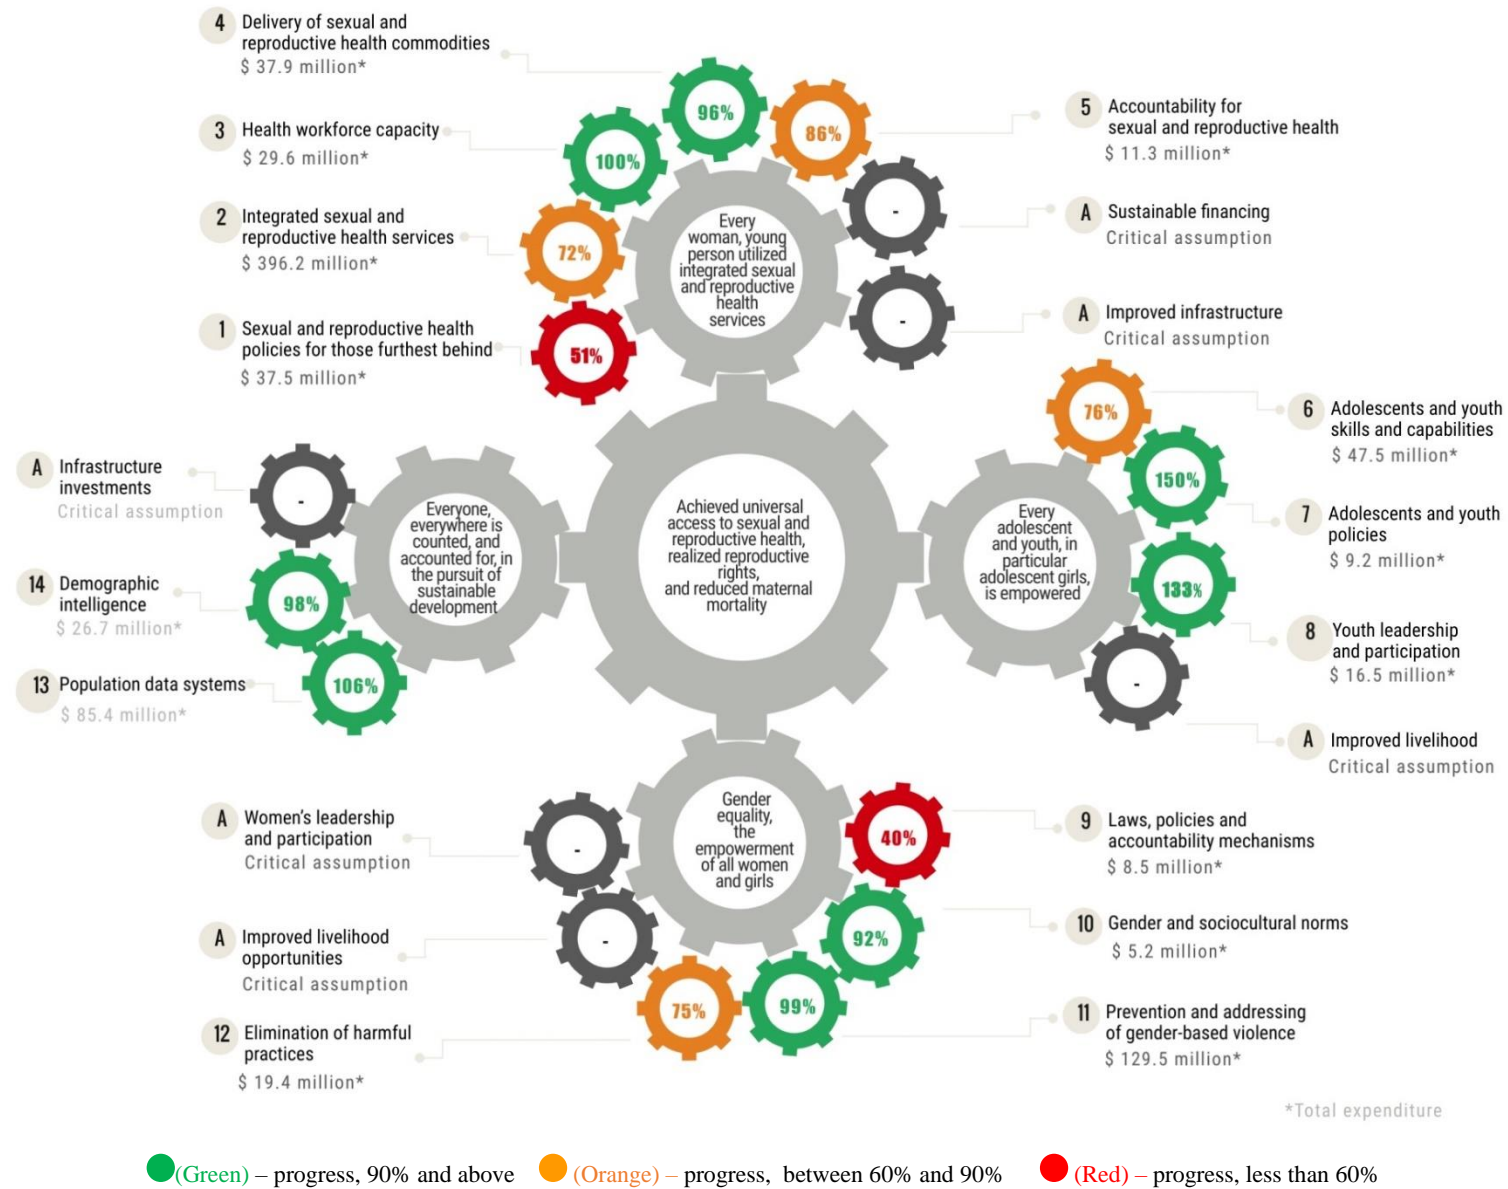 4
Delivery of sexual and
reproductive health commodities
$ 37.9 million*
3
Health workforce capacity
$ 29.6 million*
2
Integrated sexual and
reproductive health services
$ 396.2 million*
1
Sexual and reproductive health
policies for those furthest behind
$ 37.5 million*
96%
86%
100%
72%
51%
-
-
Every
woman, young
person utilized
integrated sexual
and reproductive
health
services
5
Accountability for
sexual and reproductive health
$ 11.3 million*
A
Sustainable financing
Critical assumption
A
Improved infrastructure
Critical assumption
A
Infrastructure
investments
Critical assumption
14
Demographic
intelligence
$ 26.7 million*
13
Population data systems
$ 85.4 million*
-
98%
106%
Everyone,
everywhere is
counted, and
accounted for, in
the pursuit of
sustainable
development
Achieved universal
access to sexual and
reproductive health,
realized reproductive
rights,
and reduced maternal
mortality
Every
adolescent
and youth, in
particular
adolescent girls,
is empowered
76%
150%
133%
-
6
Adolescents and youth
skills and capabilities
$ 47.5 million*
7
Adolescents and youth
policies
$ 9.2 million*
8
Youth leadership
and participation
$ 16.5 million*
A
Improved livelihood
Critical assumption
A
Women's leadership
and participation
Critical assumption
A
Improved livelihood
opportunities
Critical assumption
12
Elimination of harmful
practices
$ 19.4 million*
Gender
equality,
the
empowerment
of all women
and girls
-
-
75%
99%
92%
40%
9
Laws, policies and
accountability mechanisms
$ 8.5 million*
10
Gender and sociocultural norms
$ 5.2 million*
11
Prevention and addressing
of gender-based violence
$ 129.5 million*
*Total expenditure
(Green) – progress, 90% and above
(Orange) – progress, between 60% and 90%
(Red) – progress, less than 60%